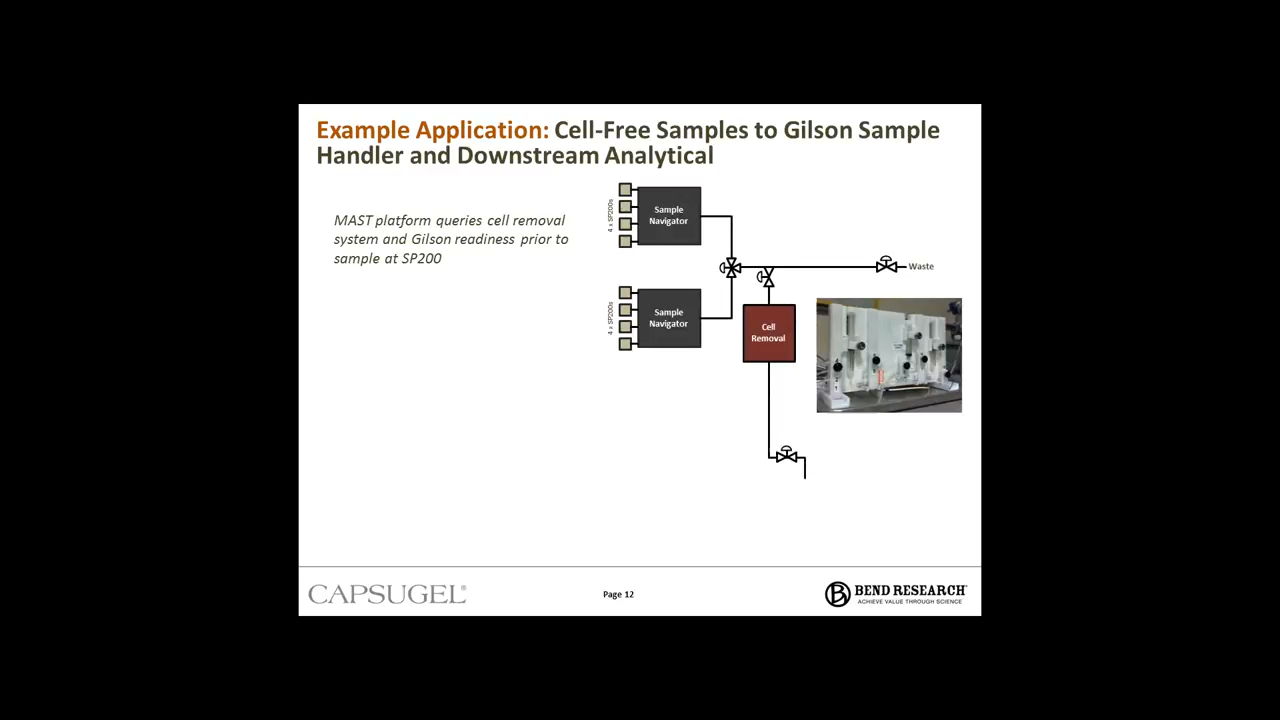 Example Application: Cell-Free Samples to Gilson Sample
Handler and Downstream Analytical
MAST platform queries cell removal
system and Gilson readiness prior to
sample at SP200
4 x SP200s
Sample
Navigator
4 x SP200s
Sample
Navigator
Waste
Cell
Removal
CAPSUGEL®
Page 12
BEND RESEARCH
ACHIEVE VALUE THROUGH SCIENCE